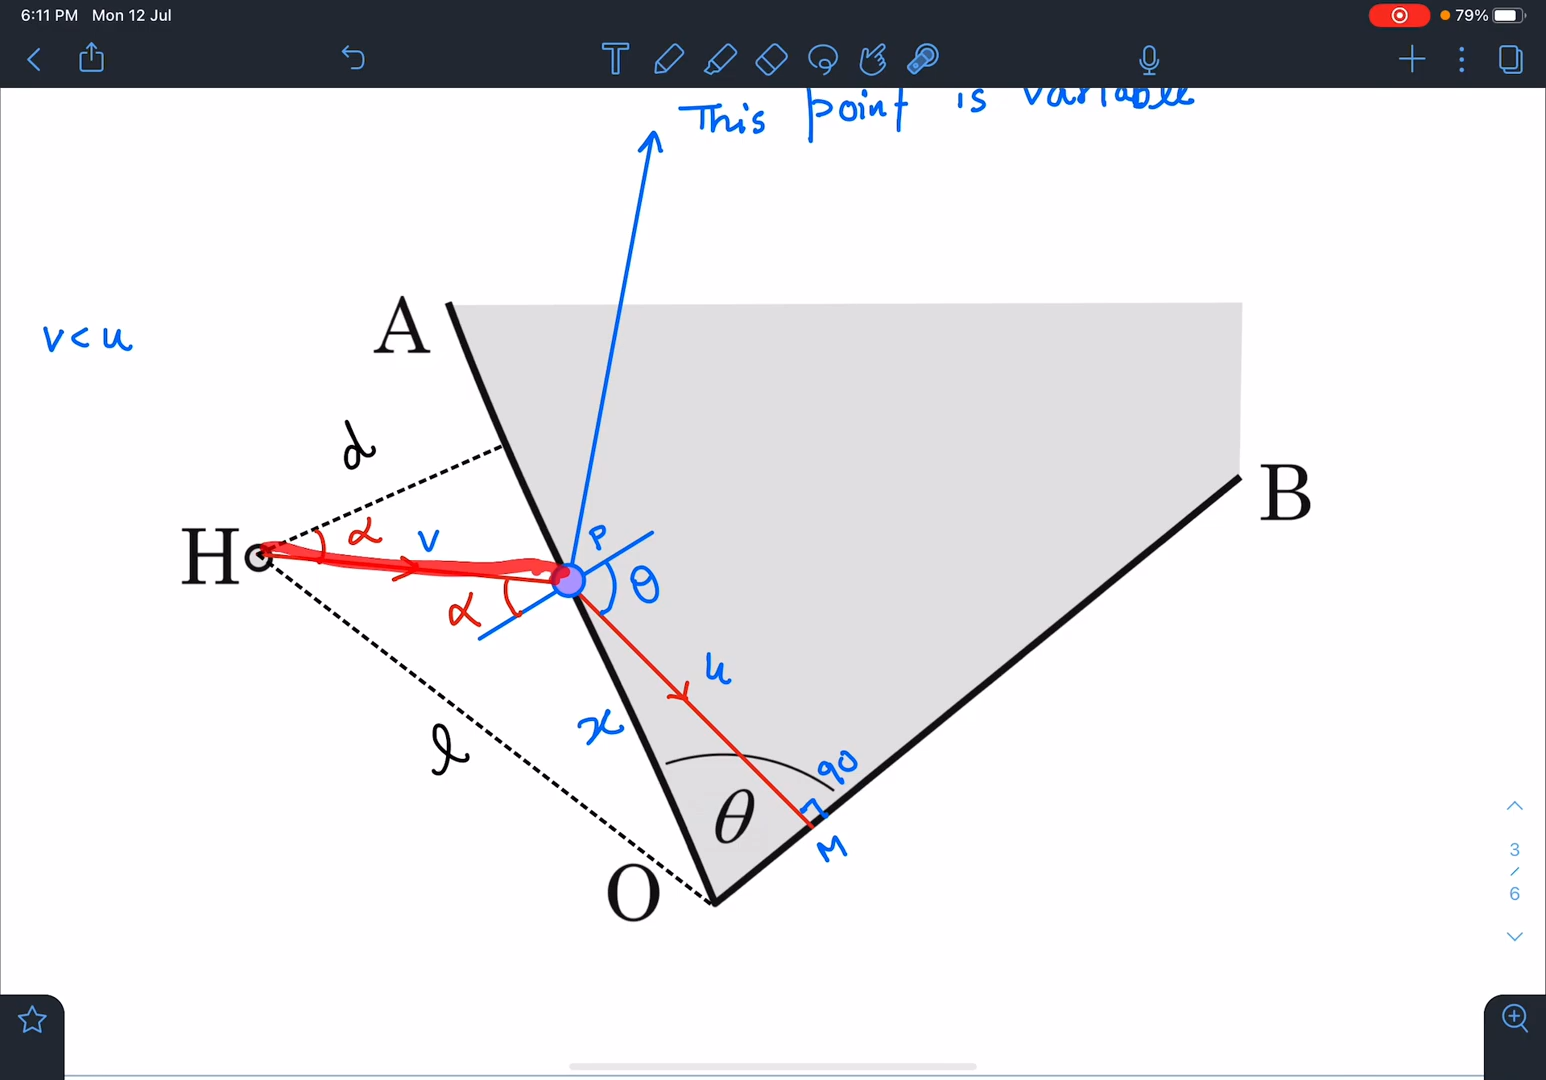 6:11 PM Mon 12 Jul
79%
This point is variable
A
v < u
d
B
H
α
v
P
θ
α
u
x
l
90
θ
M
O
3
/
6